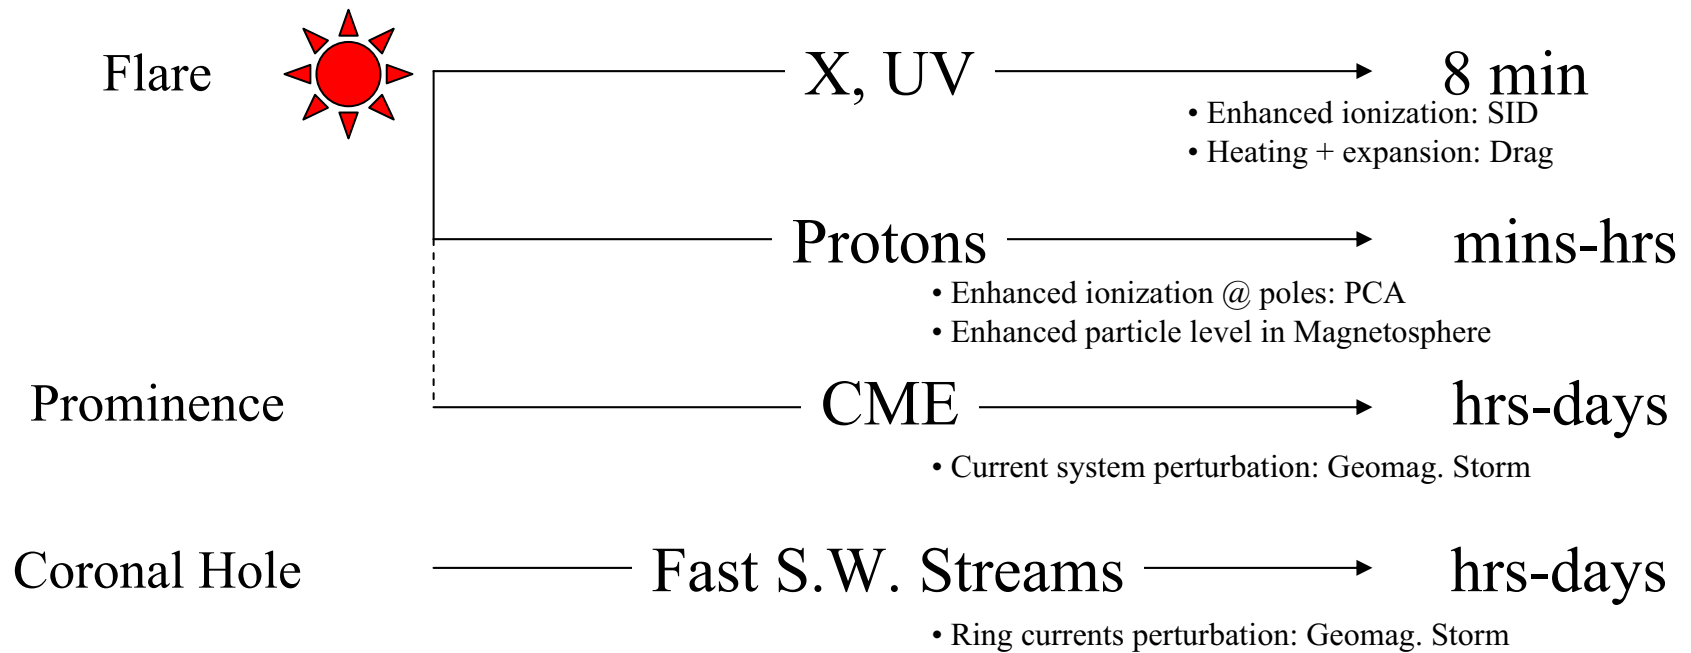 Flare
X, UV
8 min
• Enhanced ionization: SID
• Heating + expansion: Drag
Protons
mins-hrs
• Enhanced ionization @ poles: PCA
• Enhanced particle level in Magnetosphere
Prominence
CME
hrs-days
• Current system perturbation: Geomag. Storm
Coronal Hole
Fast S.W. Streams
hrs-days
• Ring currents perturbation: Geomag. Storm